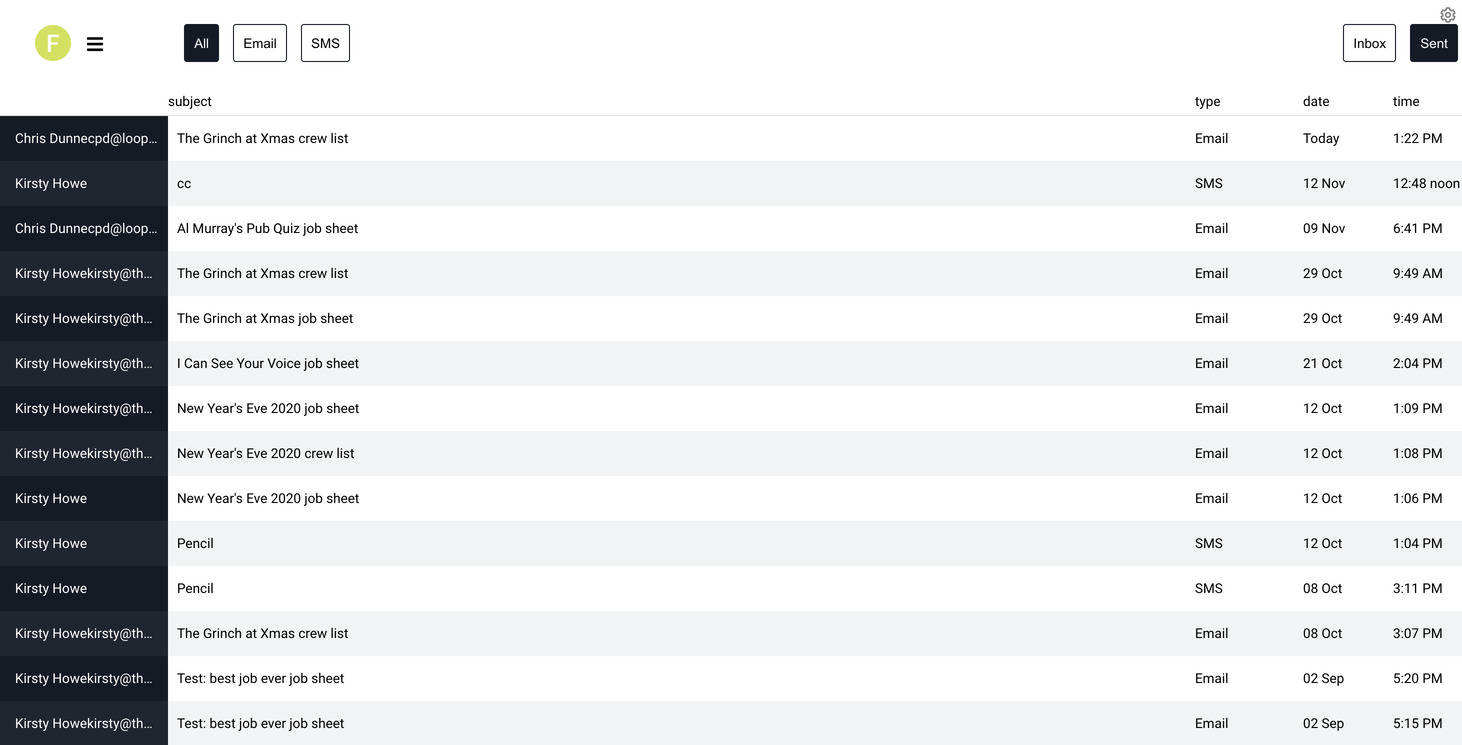 F All Email SMS Inbox Sent
subject type date time
Chris Dunnecpd@loop... The Grinch at Xmas crew list Email Today 1:22 PM
Kirsty Howe cc SMS 12 Nov 12:48 noon
Chris Dunnecpd@loop... Al Murray's Pub Quiz job sheet Email 09 Nov 6:41 PM
Kirsty Howekirsty@th... The Grinch at Xmas crew list Email 29 Oct 9:49 AM
Kirsty Howekirsty@th... The Grinch at Xmas job sheet Email 29 Oct 9:49 AM
Kirsty Howekirsty@th... I Can See Your Voice job sheet Email 21 Oct 2:04 PM
Kirsty Howekirsty@th... New Year's Eve 2020 job sheet Email 12 Oct 1:09 PM
Kirsty Howekirsty@th... New Year's Eve 2020 crew list Email 12 Oct 1:08 PM
Kirsty Howe New Year's Eve 2020 job sheet Email 12 Oct 1:06 PM
Kirsty Howe Pencil SMS 12 Oct 1:04 PM
Kirsty Howe Pencil SMS 08 Oct 3:11 PM
Kirsty Howekirsty@th... The Grinch at Xmas crew list Email 08 Oct 3:07 PM
Kirsty Howekirsty@th... Test: best job ever job sheet Email 02 Sep 5:20 PM
Kirsty Howekirsty@th... Test: best job ever job sheet Email 02 Sep 5:15 PM